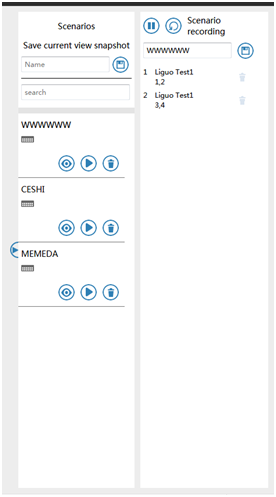 Scenarios
Save current view snapshot
Name
search
WWWWWW
CESHI
MEMEDA
Scenario
recording
WWWWWW
1 Liguo Test1
1,2
2 Liguo Test1
3,4